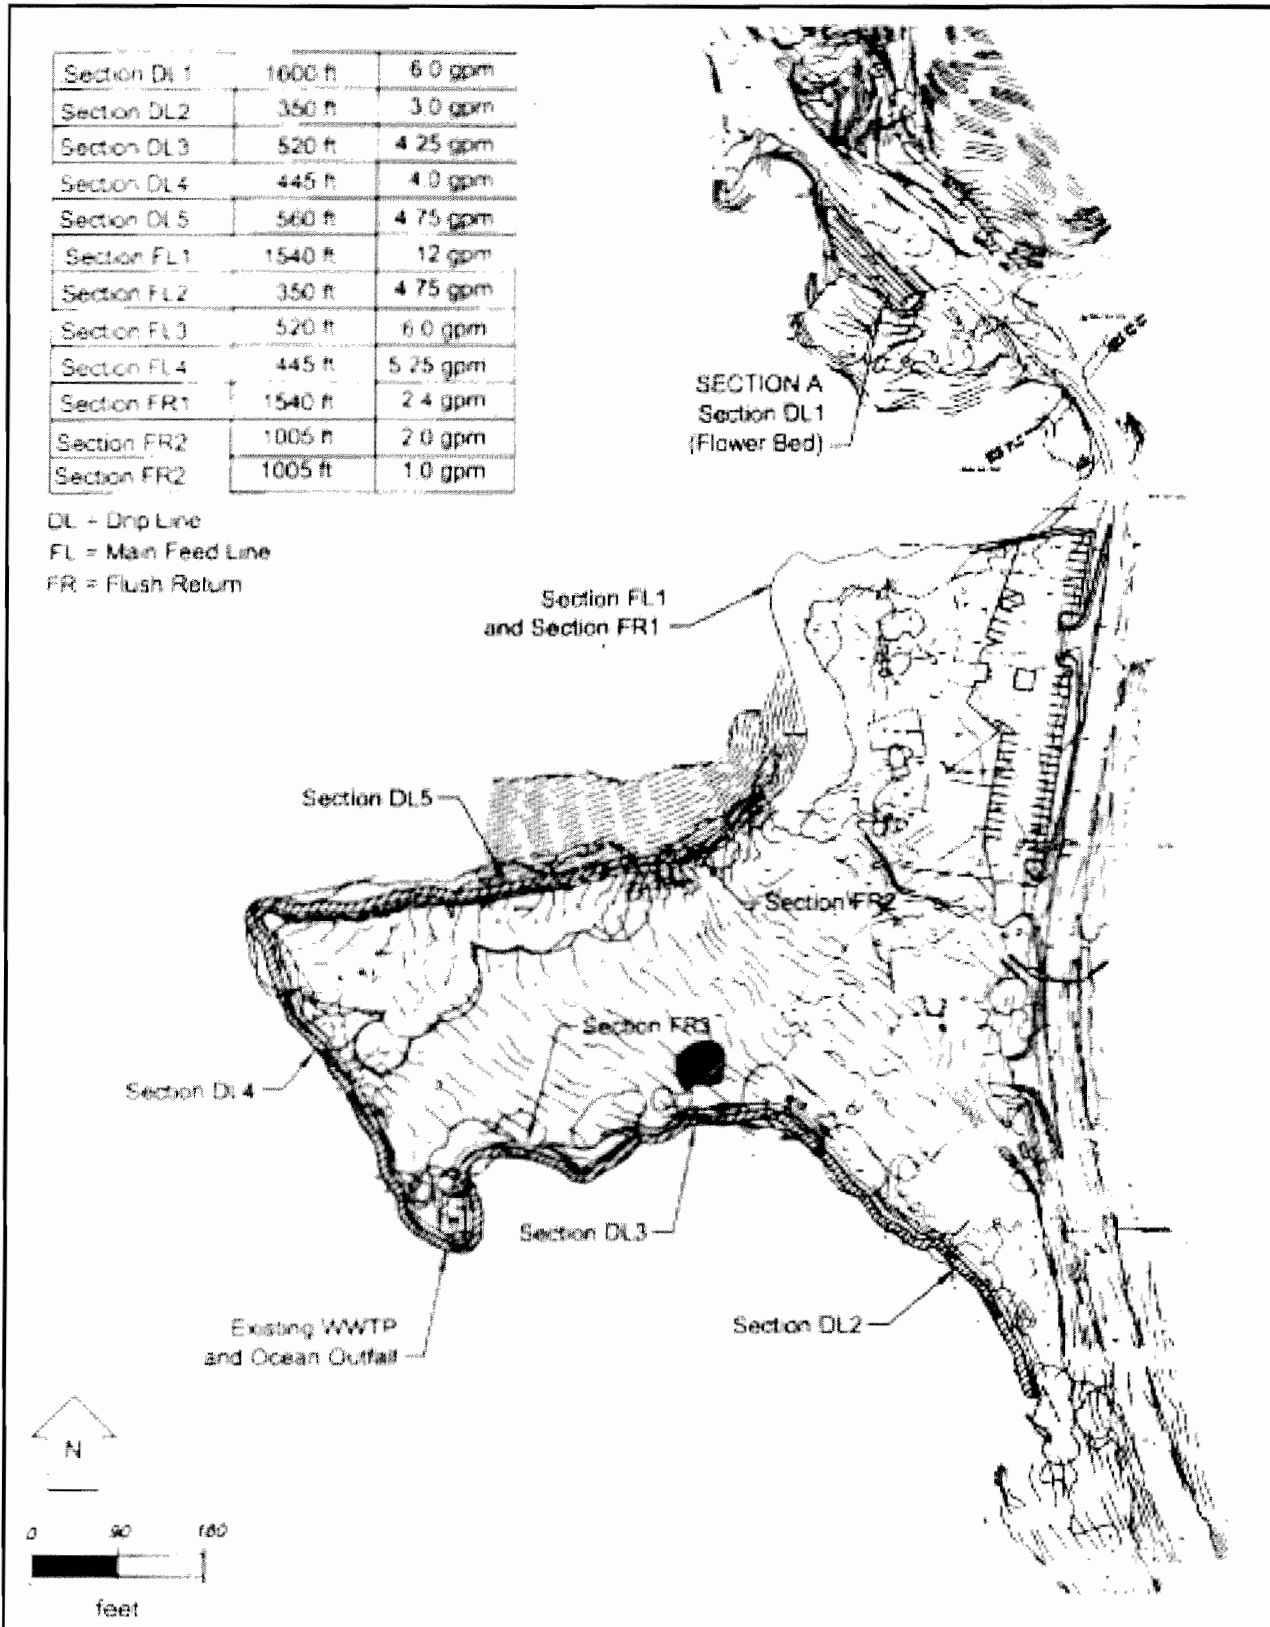 Section DL1 1600 ft 6.0 gpm
Section DL2 350 ft 3.0 gpm
Section DL3 520 ft 4.25 gpm
Section DL4 445 ft 4.0 gpm
Section DL5 560 ft 4.75 gpm
Section FL1 1540 ft 12 gpm
Section FL2 350 ft 4.75 gpm
Section FL3 520 ft 6.0 gpm
Section FL4 445 ft 5.25 gpm
Section FR1 1540 ft 2.4 gpm
Section FR2 1005 ft 2.0 gpm
Section FR2 1005 ft 1.0 gpm
DL = Drip Line
FL = Main Feed Line
FR = Flush Return
SECTION A
Section DL1
(Flower Bed)
Section FL1
and Section FR1
Section DL5
Section FR2
Section FR3
Section DL4
Section DL3
Existing WWTP
and Ocean Outfall
Section DL2
N
0 90 180
feet